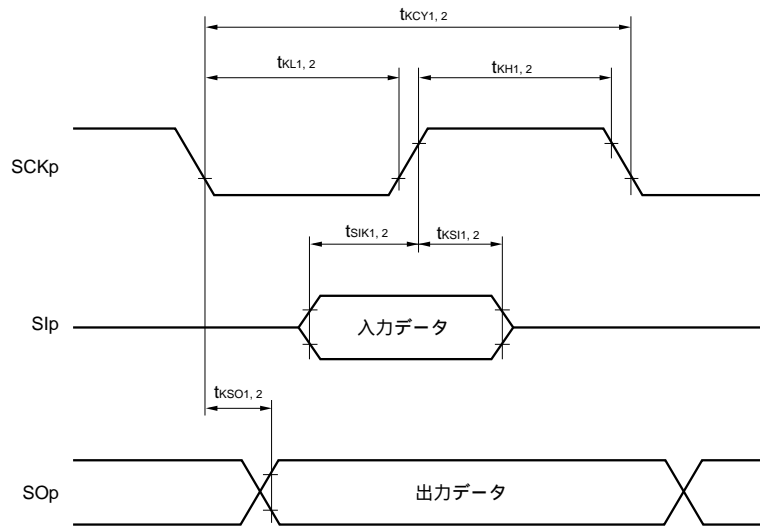 tKCY1, 2
tKL1, 2
tKH1, 2
SCKp
tSIK1, 2
tKSI1, 2
SIp
入力データ
tKSO1, 2
SOp
出力データ